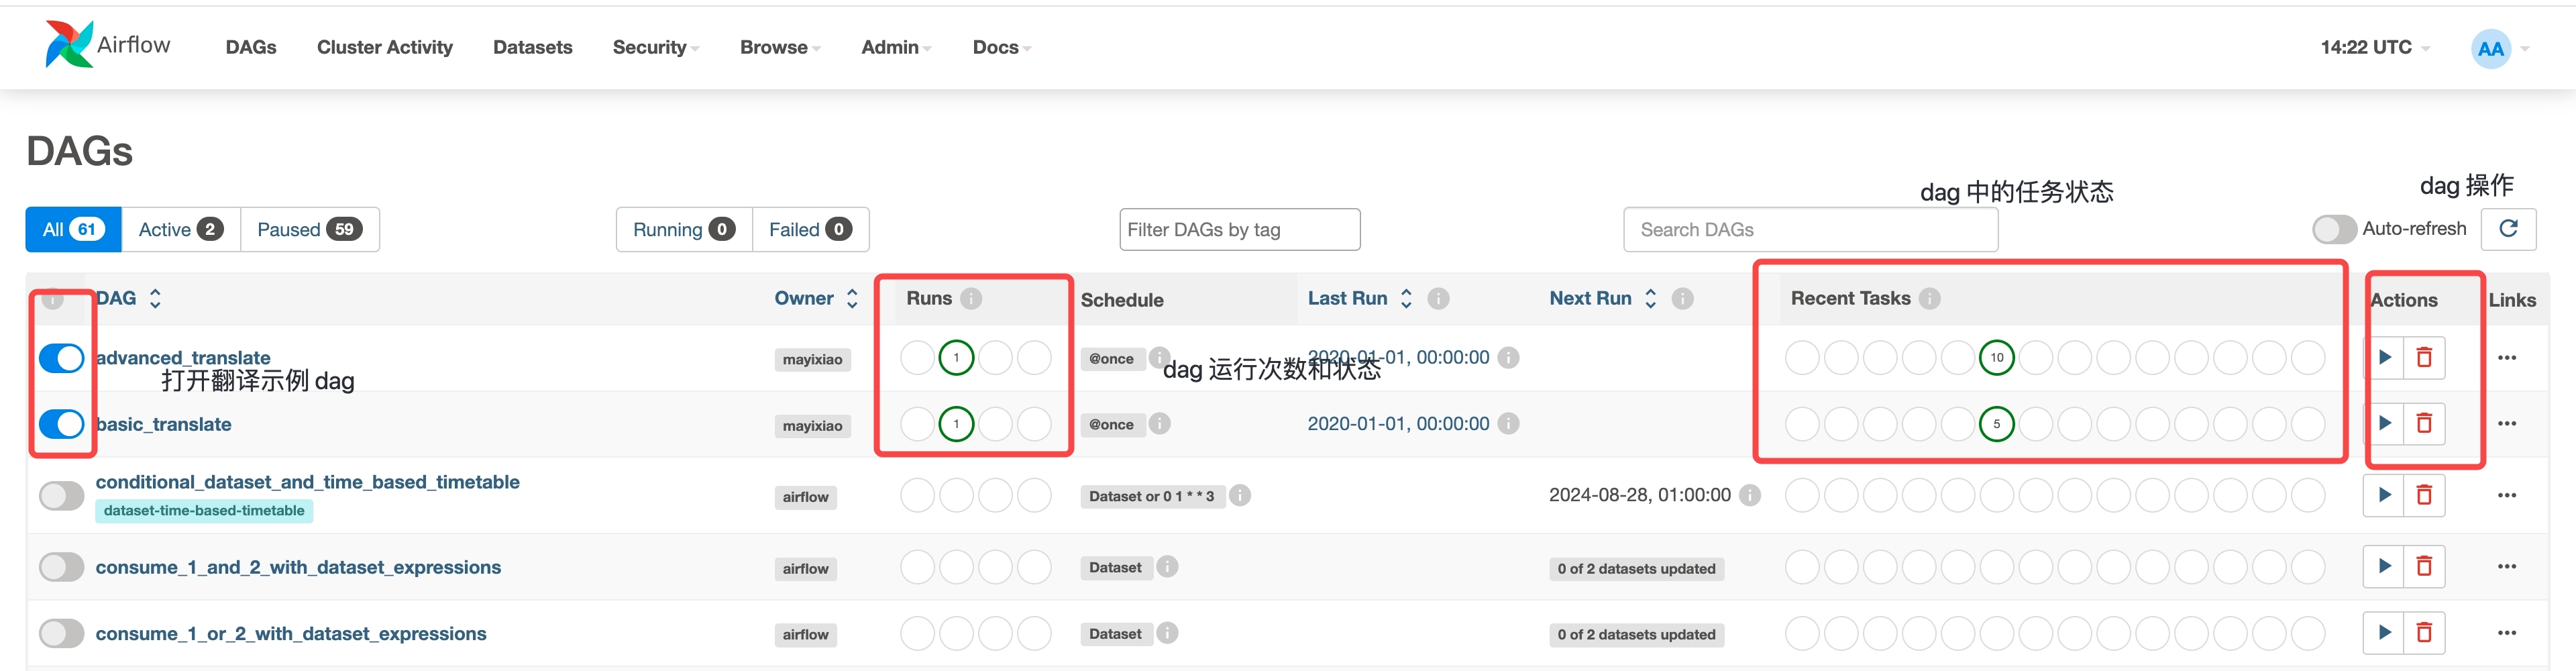 Airflow DAGs Cluster Activity Datasets Security Browse Admin Docs 14:22 UTC AA
DAGs
dag 中的任务状态 dag 操作
All 61 Active 2 Paused 59 Running 0 Failed 0 Filter DAGs by tag Search DAGs Auto-refresh
i DAG Owner Runs i Schedule Last Run i Next Run i Recent Tasks i Actions Links
advanced_translate mayixiao 1 @once i 2020-01-01, 00:00:00 i 10
打开翻译示例 dag dag 运行次数和状态
basic_translate mayixiao 1 @once i 2020-01-01, 00:00:00 i 5
conditional_dataset_and_time_based_timetable airflow Dataset or 0 1 * * 3 i 2024-08-28, 01:00:00 i
dataset-time-based-timetable
consume_1_and_2_with_dataset_expressions airflow Dataset i 0 of 2 datasets updated
consume_1_or_2_with_dataset_expressions airflow Dataset i 0 of 2 datasets updated